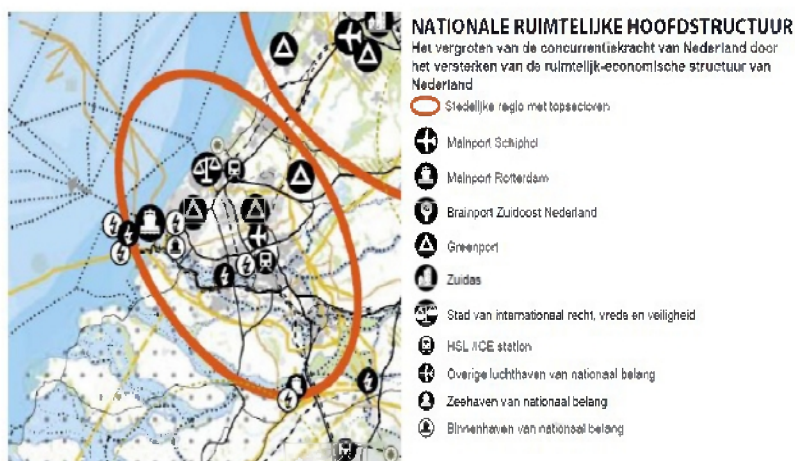 NATIONALE RUIMTELIJKE HOOFDSTRUCTUUR
Het vergroten van de concurrentiekracht van Nederland door
het versterken van de ruimtelijk-economische structuur van
Nederland
Stedelijke regio met topsectoren
Mainport Schiphol
Mainport Rotterdam
Brainport Zuidoost Nederland
Greenport
Zuidas
Stad van internationaal recht, vrede en veiligheid
HSL /ICE station
Overige luchthaven van nationaal belang
Zeehaven van nationaal belang
Binnenhaven van nationaal belang